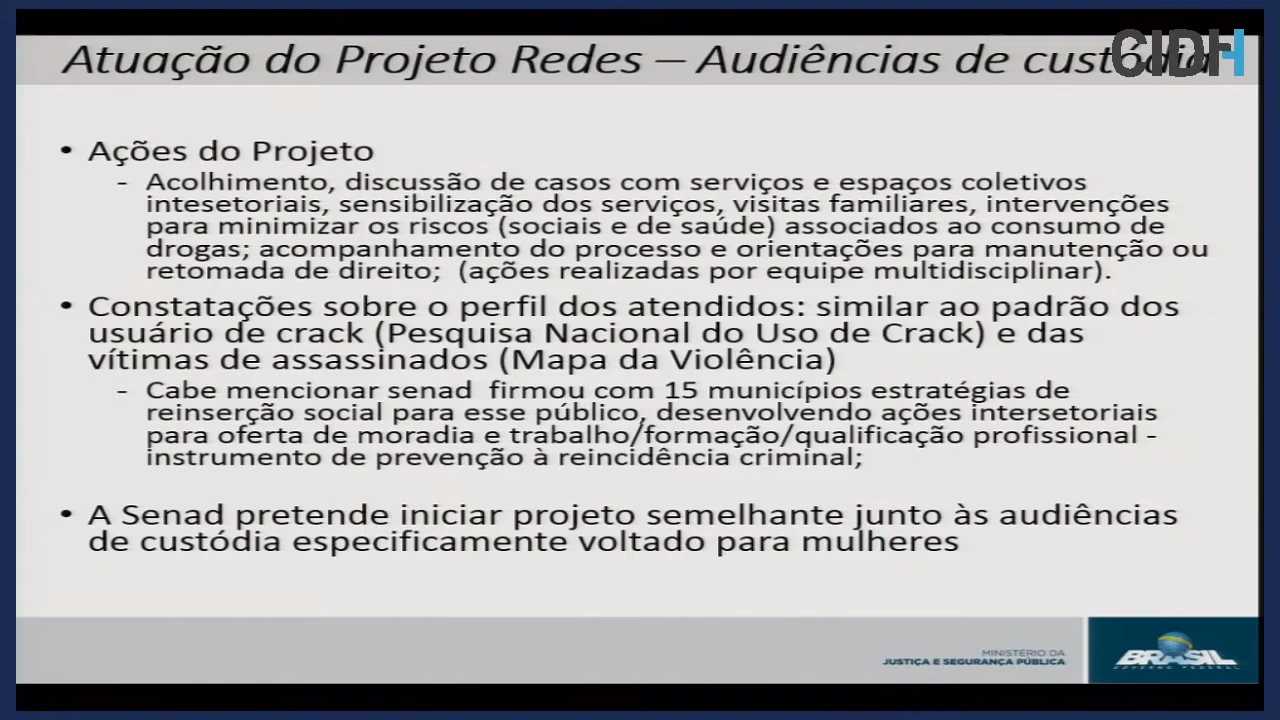 Atuação do Projeto Redes – Audiências de custódia
CIDH
• Ações do Projeto
- Acolhimento, discussão de casos com serviços e espaços coletivos
intesetoriais, sensibilização dos serviços, visitas familiares, intervenções
para minimizar os riscos (sociais e de saúde) associados ao consumo de
drogas; acompanhamento do processo e orientações para manutenção ou
retomada de direito;  (ações realizadas por equipe multidisciplinar).
• Constatações sobre o perfil dos atendidos: similar ao padrão dos
usuário de crack (Pesquisa Nacional do Uso de Crack) e das
vítimas de assassinados (Mapa da Violência)
- Cabe mencionar senad  firmou com 15 municípios estratégias de
reinserção social para esse público, desenvolvendo ações intersetoriais
para oferta de moradia e trabalho/formação/qualificação profissional -
instrumento de prevenção à reincidência criminal;
• A Senad pretende iniciar projeto semelhante junto às audiências
de custódia especificamente voltado para mulheres
MINISTÉRIO DA
JUSTIÇA E SEGURANÇA PÚBLICA
BRASIL
GOVERNO FEDERAL